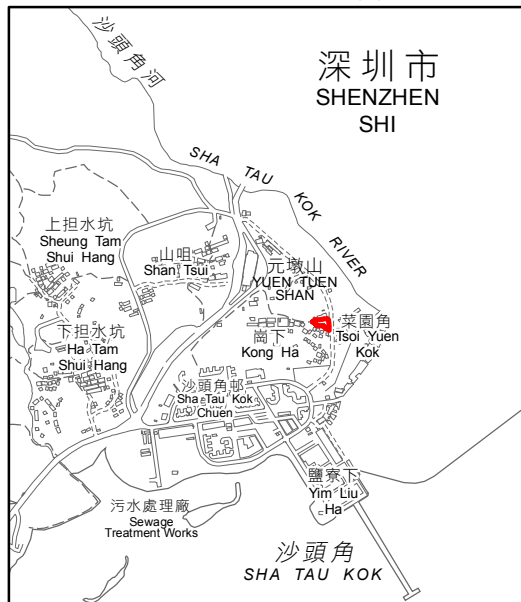 沙頭角河
深圳市
SHENZHEN
SHI
SHA TAU KOK RIVER
上担水坑
Sheung Tam
Shui Hang
山咀
Shan Tsui
元墩山
YUEN TUEN
SHAN
下担水坑
Ha Tam
Shui Hang
崗下
Kong Ha
菜園角
Tsoi Yuen
Kok
沙頭角邨
Sha Tau Kok
Chuen
鹽寮下
Yim Liu
Ha
污水處理廠
Sewage
Treatment Works
沙頭角
SHA TAU KOK